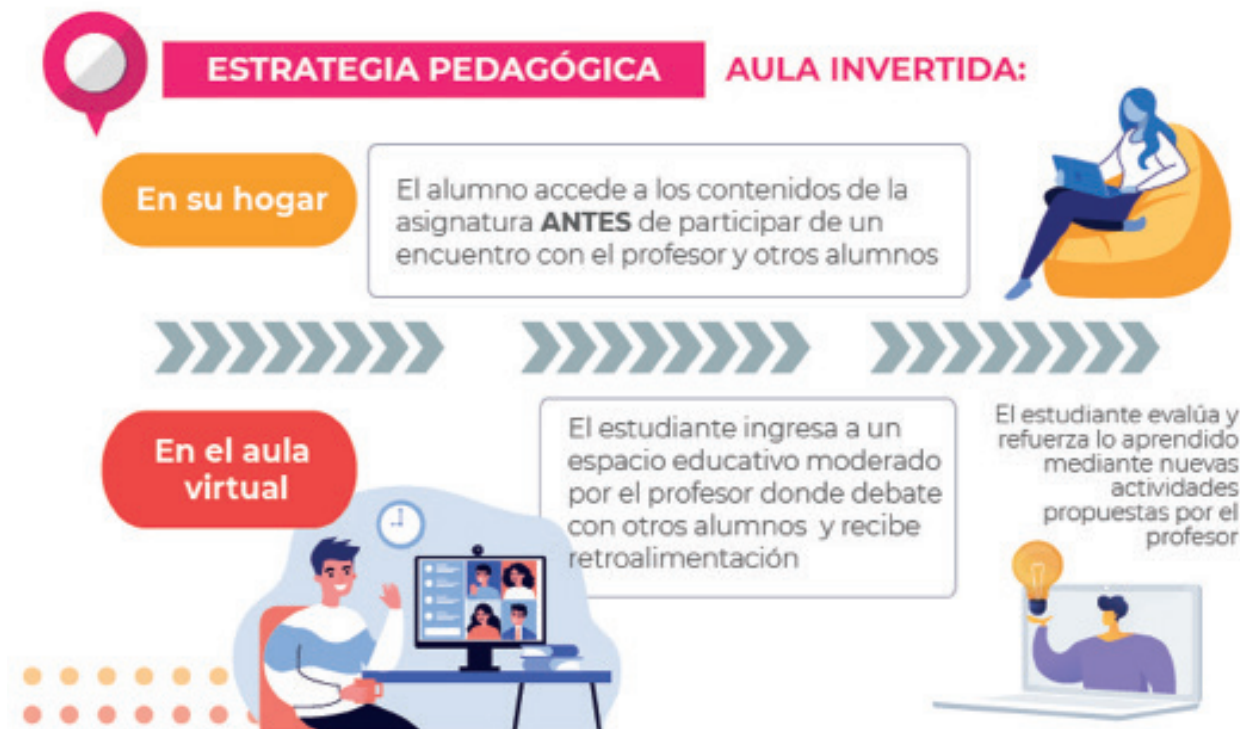 ESTRATEGIA PEDAGÓGICA AULA INVERTIDA:
En su hogar
El alumno accede a los contenidos de la
asignatura ANTES de participar de un
encuentro con el profesor y otros alumnos
En el aula
virtual
El estudiante ingresa a un
espacio educativo moderado
por el profesor donde debate
con otros alumnos y recibe
retroalimentación
El estudiante evalúa y
refuerza lo aprendido
mediante nuevas
actividades
propuestas por el
profesor